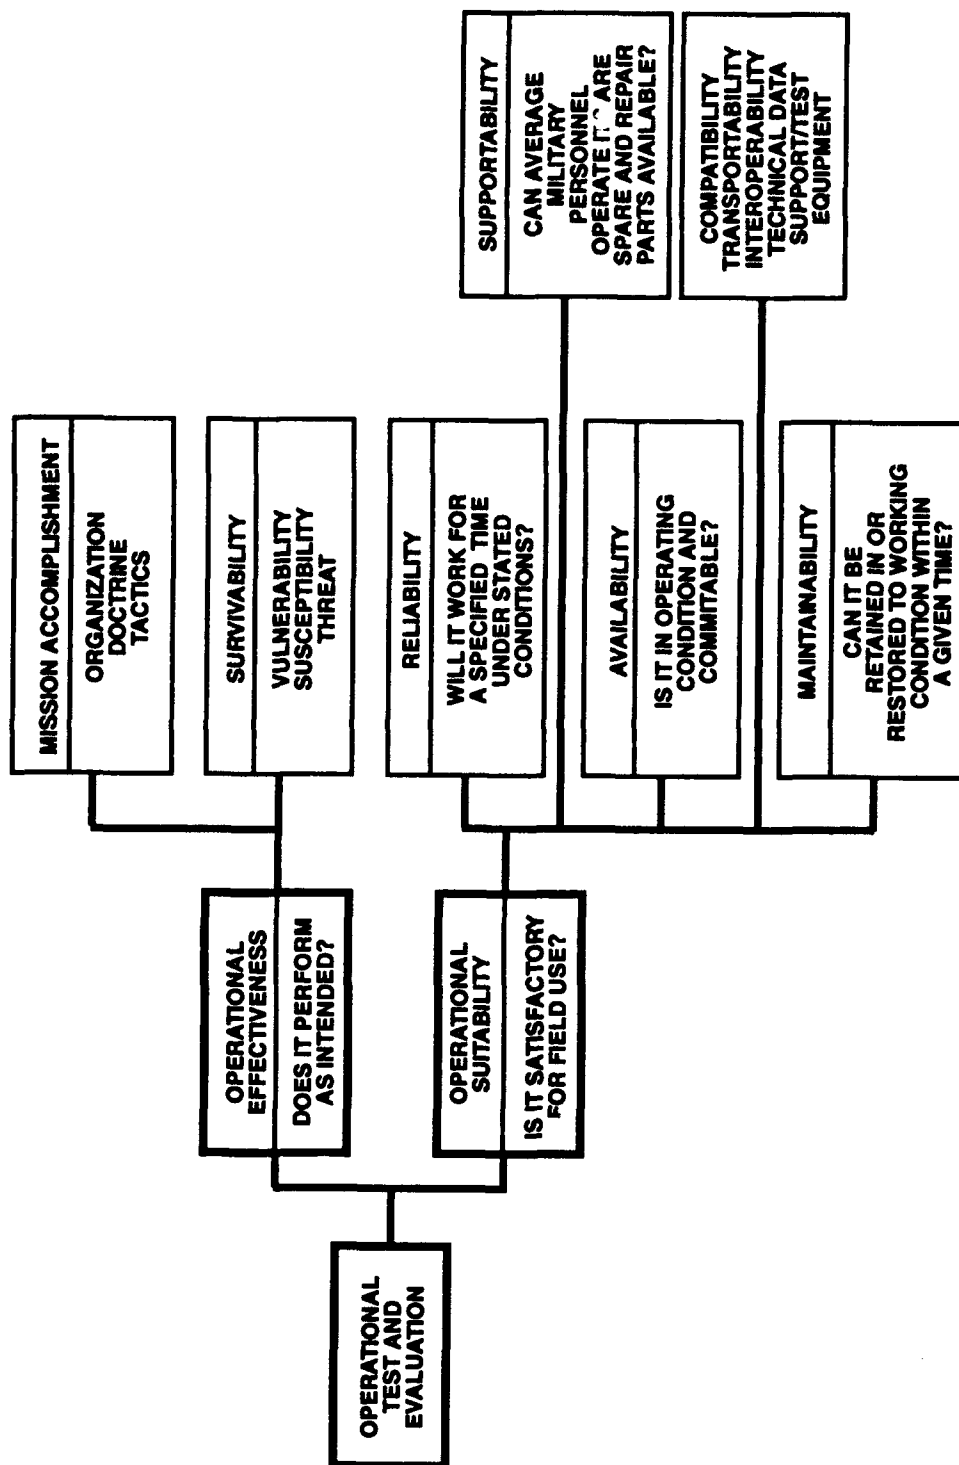 OPERATIONAL
TEST AND
EVALUATION
OPERATIONAL
EFFECTIVENESS
DOES IT PERFORM
AS INTENDED?
OPERATIONAL
SUITABILITY
IS IT SATISFACTORY
FOR FIELD USE?
MISSION ACCOMPLISHMENT
ORGANIZATION
DOCTRINE
TACTICS
SURVIVABILITY
VULNERABILITY
SUSCEPTIBILITY
THREAT
RELIABILITY
WILL IT WORK FOR
A SPECIFIED TIME
UNDER STATED
CONDITIONS?
AVAILABILITY
IS IT IN OPERATING
CONDITION AND
COMMITABLE?
MAINTAINABILITY
CAN IT BE
RETAINED IN OR
RESTORED TO WORKING
CONDITION WITHIN
A GIVEN TIME?
SUPPORTABILITY
CAN AVERAGE
MILITARY
PERSONNEL
OPERATE IT? ARE
SPARE AND REPAIR
PARTS AVAILABLE?
COMPATIBILITY
TRANSPORTABILITY
INTEROPERABILITY
TECHNICAL DATA
SUPPORT/TEST
EQUIPMENT